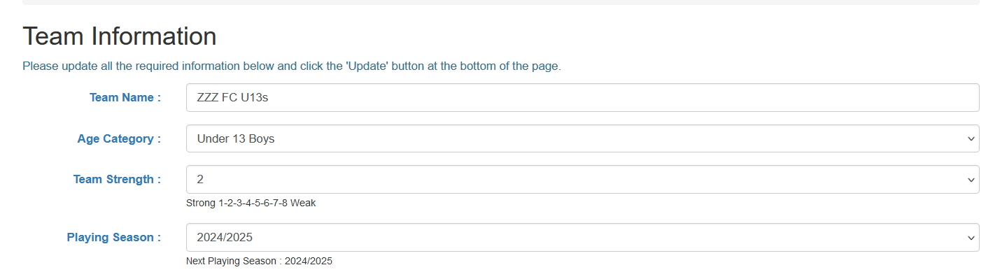 Team Information
Please update all the required information below and click the 'Update' button at the bottom of the page.
Team Name : ZZZ FC U13s
Age Category : Under 13 Boys
Team Strength : 2
Strong 1-2-3-4-5-6-7-8 Weak
Playing Season : 2024/2025
Next Playing Season : 2024/2025